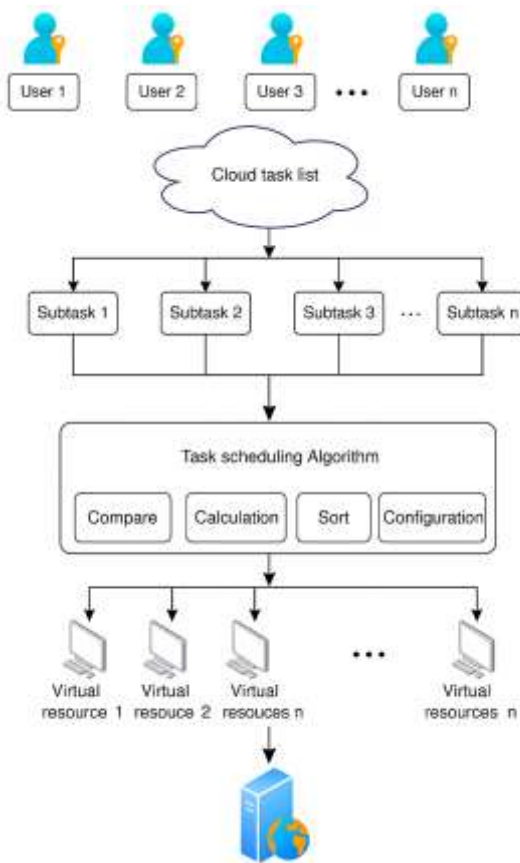 User 1 User 2 User 3 ••• User n
Cloud task list
Subtask 1 Subtask 2 Subtask 3 ... Subtask n
Task scheduling Algorithm
Compare Calculation Sort Configuration
•••
Virtual Virtual Virtual Virtual
resource 1 resouce 2 resouces n resources n